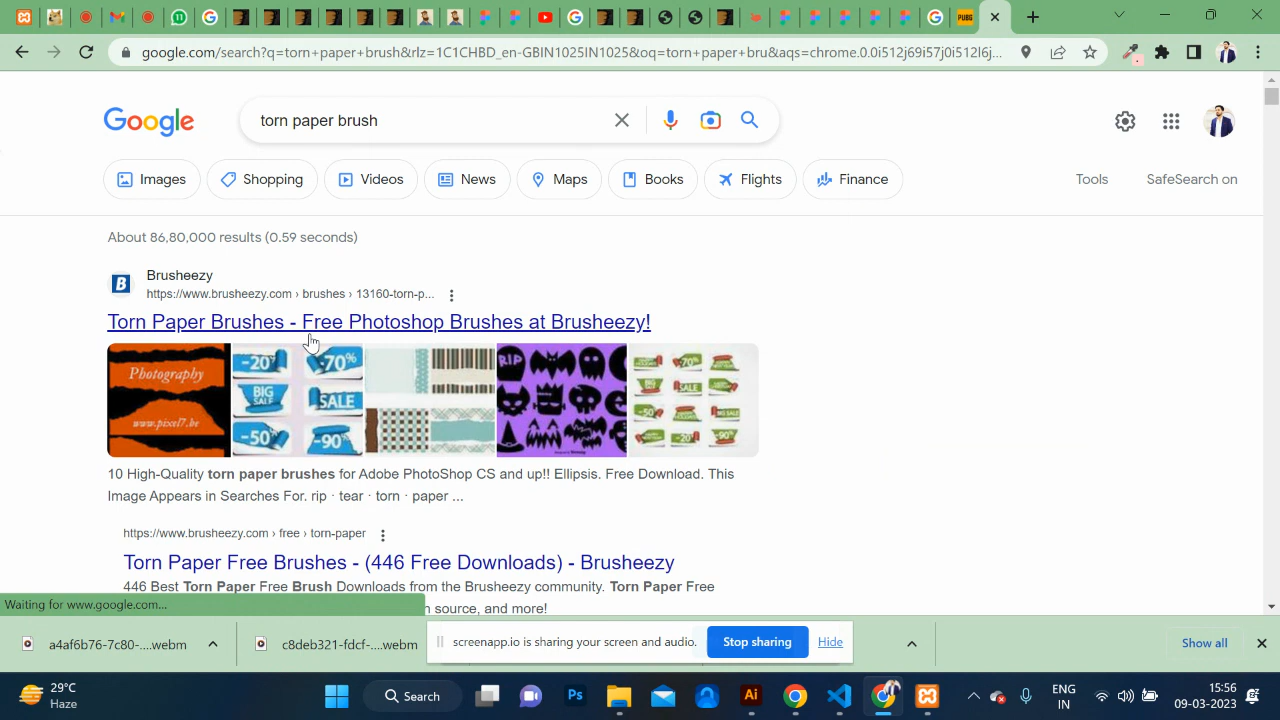 google.com/search?q=torn+paper+brush&rlz=1C1CHBD_en-GBIN1025IN1025&oq=torn+paper+bru&aqs=chrome.0.0i512j69i57j0i512l6j...
Google
torn paper brush
Images
Shopping
Videos
News
Maps
Books
Flights
Finance
Tools
SafeSearch on
About 86,80,000 results (0.59 seconds)
B
Brusheezy
https://www.brusheezy.com › brushes › 13160-torn-p...
Torn Paper Brushes - Free Photoshop Brushes at Brusheezy!
Photography
www.pixel7.be
-20%
70%
BIG SALE
SALE
-50%
-90%
RIP
10 High-Quality torn paper brushes for Adobe PhotoShop CS and up!! Ellipsis. Free Download. This
Image Appears in Searches For. rip · tear · torn · paper ...
https://www.brusheezy.com › free › torn-paper
Torn Paper Free Brushes - (446 Free Downloads) - Brusheezy
446 Best Torn Paper Free Brush Downloads from the Brusheezy community. Torn Paper Free
n source, and more!
Waiting for www.google.com...
a4af6b76-7c80-....webm
c8deb321-fdcf-....webm
screenapp.io is sharing your screen and audio.
Stop sharing
Hide
Show all
29°C
Haze
Search
Ps
Ai
ENG
IN
15:56
09-03-2023